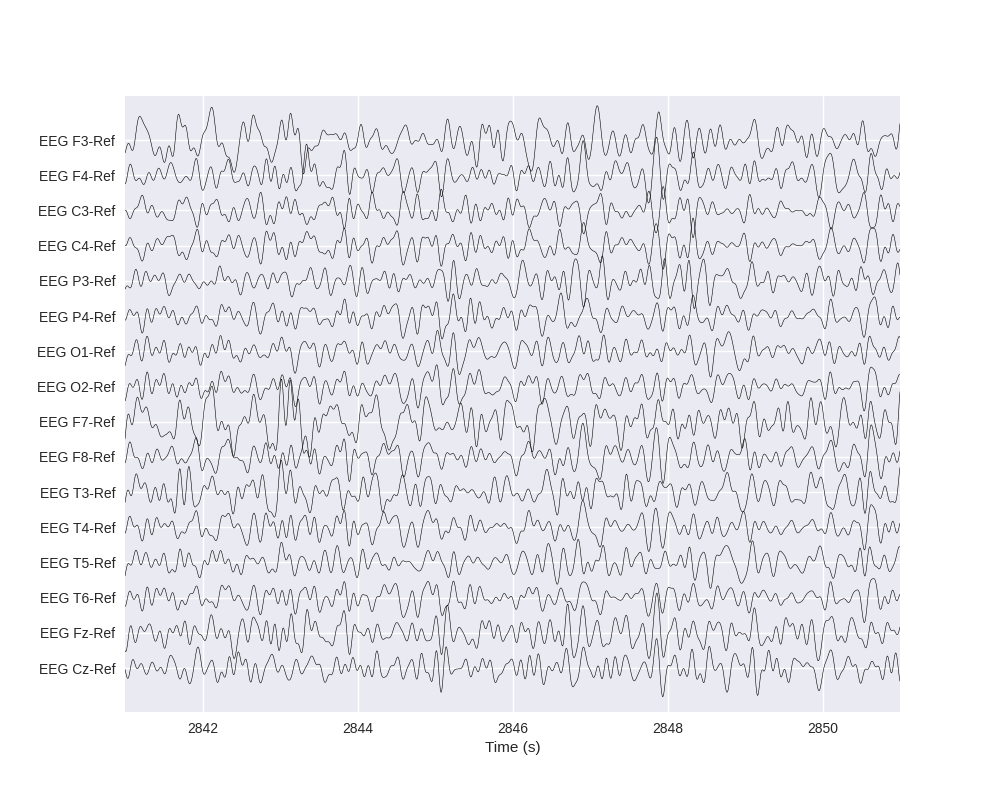 EEG F3-Ref
EEG F4-Ref
EEG C3-Ref
EEG C4-Ref
EEG P3-Ref
EEG P4-Ref
EEG O1-Ref
EEG O2-Ref
EEG F7-Ref
EEG F8-Ref
EEG T3-Ref
EEG T4-Ref
EEG T5-Ref
EEG T6-Ref
EEG Fz-Ref
EEG Cz-Ref
2842 2844 2846 2848 2850
Time (s)